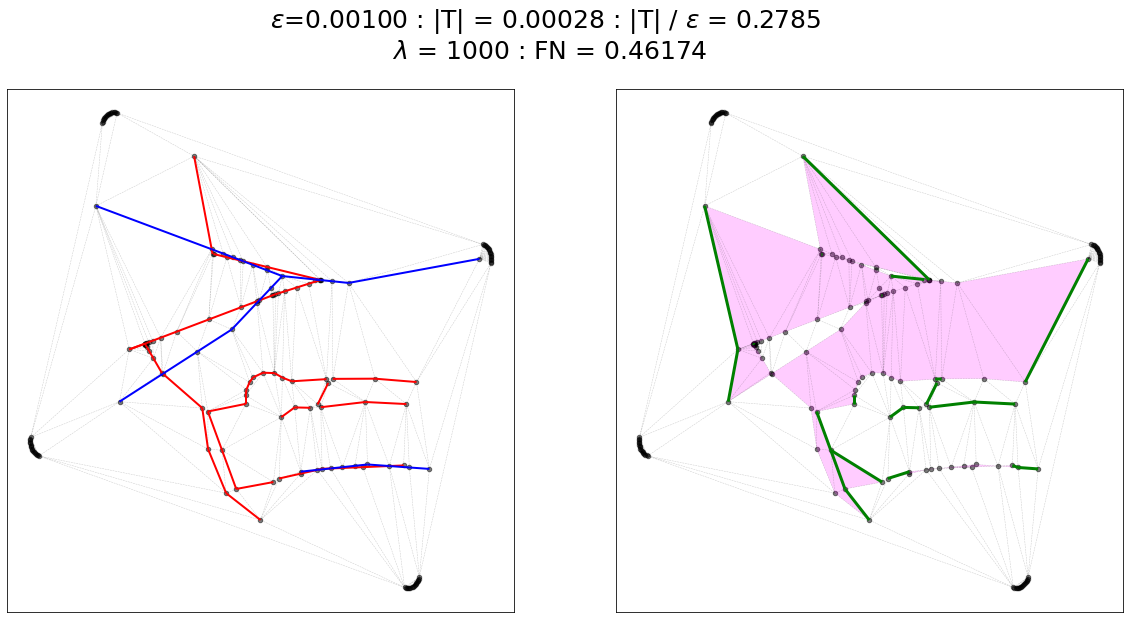 ε=0.00100 : |T| = 0.00028 : |T| / ε = 0.2785
λ = 1000 : FN = 0.46174